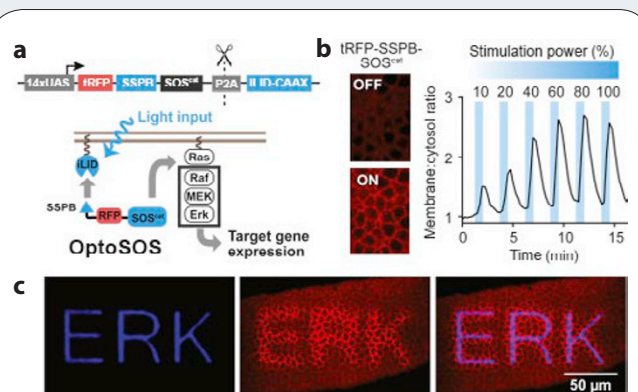 a
14xUAS tRFP SSPB SOScat P2A iLID-CAAX
Light input
iLID
Ras
Raf
MEK
Erk
SSPB
RFP
SOScat
OptoSOS
Target gene
expression
b
tRFP-SSPB-
SOScat
OFF
ON
Stimulation power (%)
10 20 40 60 80 100
Membrane:cytosol ratio
3
2
1
0 5 10 15
Time (min)
c
ERK
ERK
ERK
50 µm